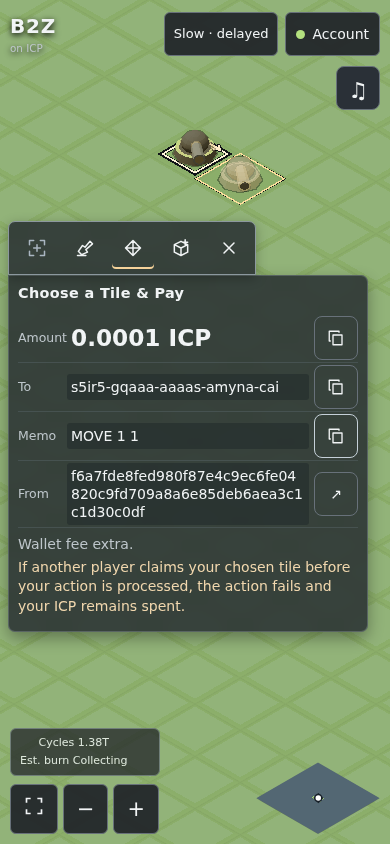 B2Z
on ICP
Slow · delayed
Account
Choose a Tile & Pay
Amount 0.0001 ICP
To s5ir5-gqaaa-aaaas-amyna-cai
Memo MOVE 1 1
From f6a7fde8fed980f87e4c9ec6fe04
820c9fd709a8a6e85deb6aea3c1
c1d30c0df
Wallet fee extra.
If another player claims your chosen tile before
your action is processed, the action fails and
your ICP remains spent.
Cycles 1.38T
Est. burn Collecting